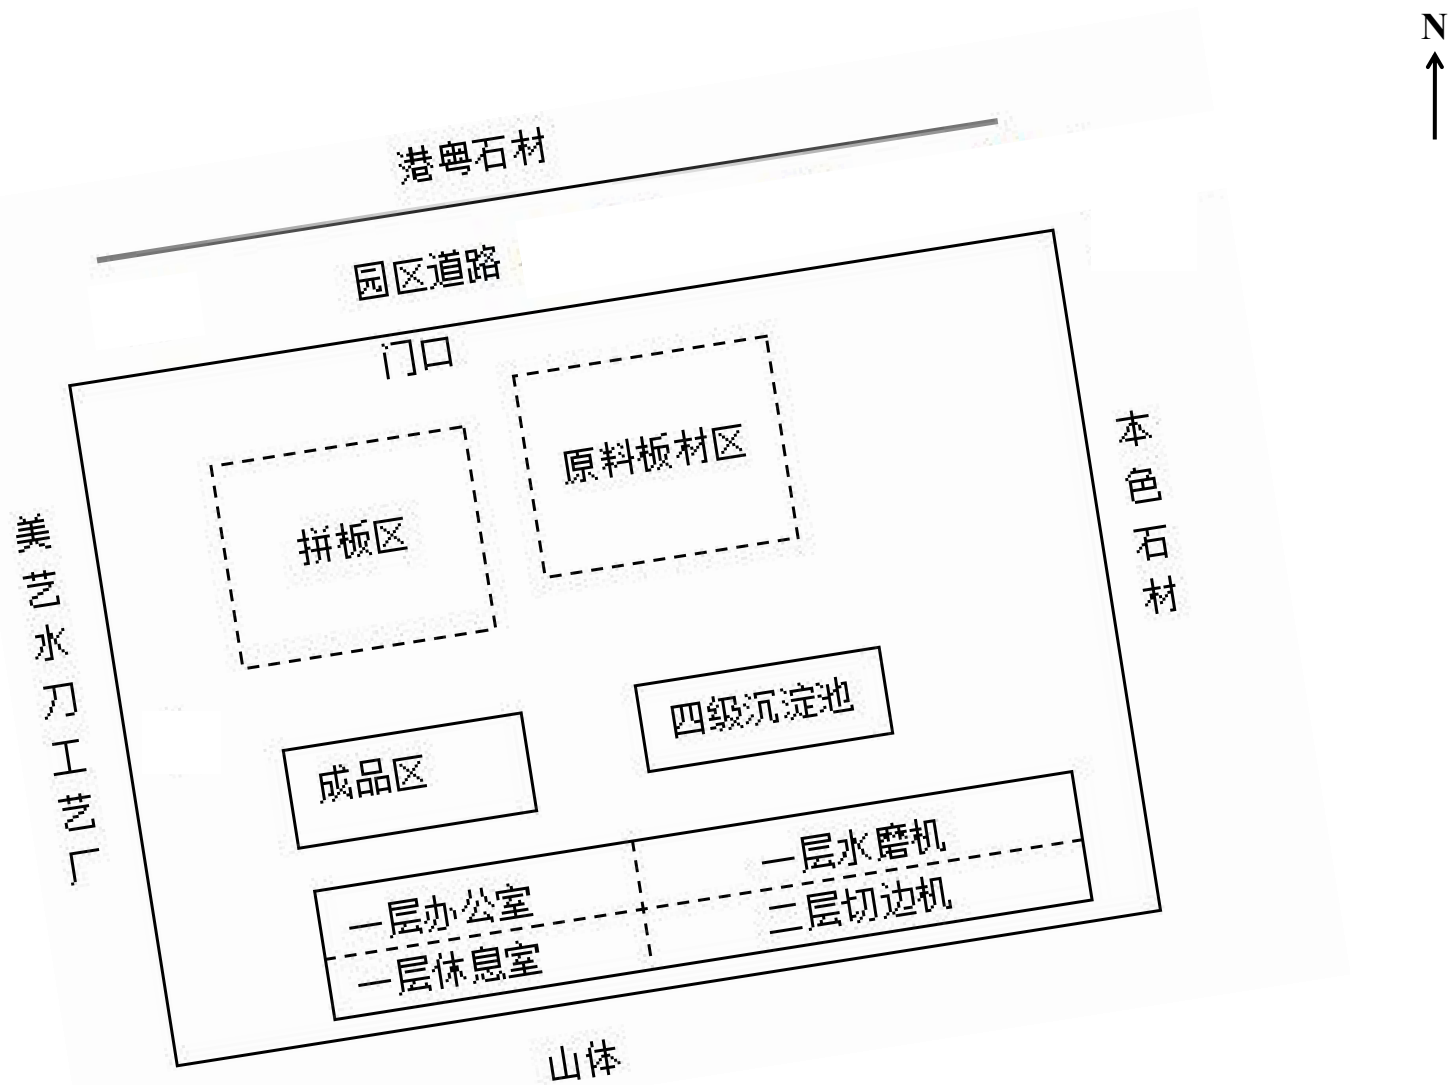 N
港粤石材
园区道路
门口
原料板材区
拼板区
本色石材
美艺水刀工艺厂
四级沉淀池
成品区
一层水磨机
二层切边机
一层办公室
一层休息室
山体